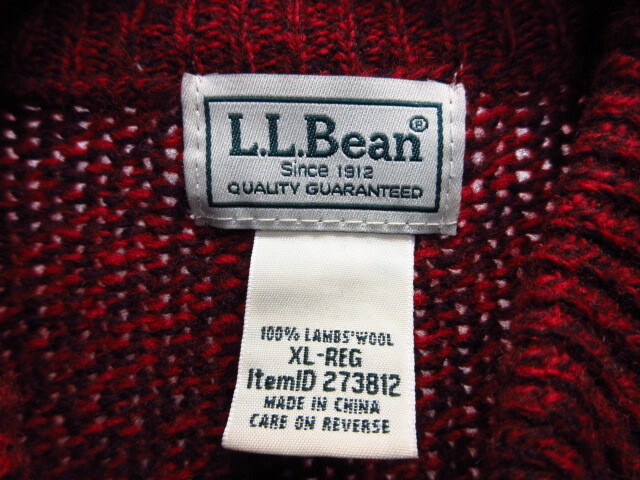 L.L.Bean®
Since 1912
QUALITY GUARANTEED
100% LAMBS' WOOL
XL-REG
ItemID 273812
MADE IN CHINA
CARE ON REVERSE